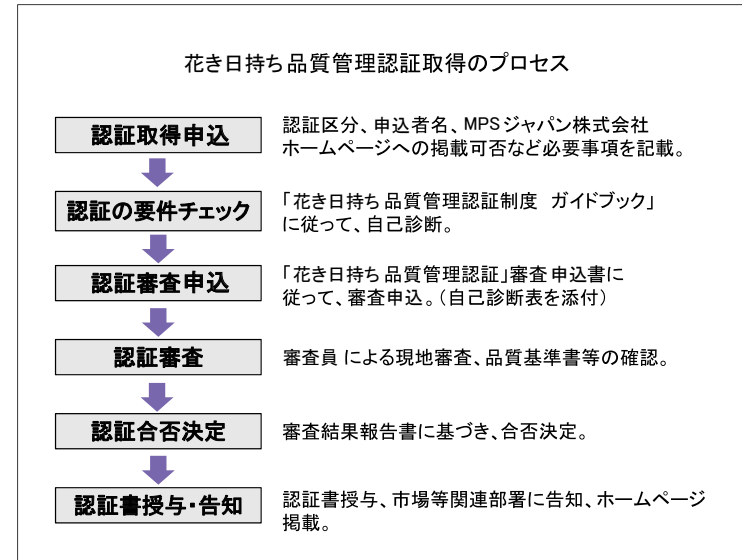 花き日持ち品質管理認証取得のプロセス
認証取得申込
認証区分、申込者名、MPSジャパン株式会社
ホームページへの掲載可否など必要事項を記載。
認証の要件チェック
「花き日持ち品質管理認証制度　ガイドブック」
に従って、自己診断。
認証審査申込
「花き日持ち品質管理認証」審査申込書に
従って、審査申込。（自己診断表を添付）
認証審査
審査員による現地審査、品質基準書等の確認。
認証合否決定
審査結果報告書に基づき、合否決定。
認証書授与・告知
認証書授与、市場等関連部署に告知、ホームページ
掲載。